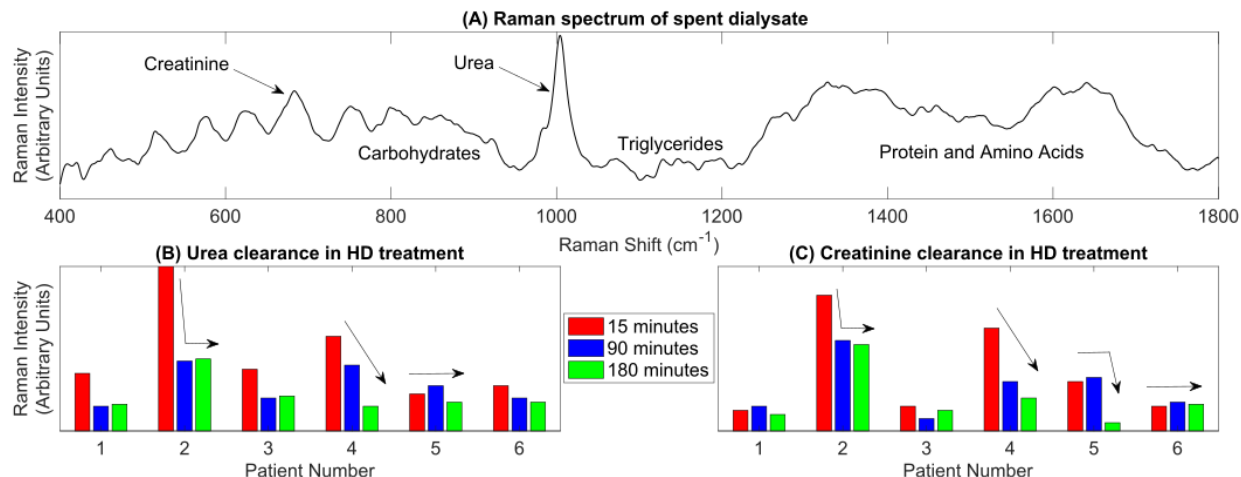 (A) Raman spectrum of spent dialysate
Raman Intensity
(Arbitrary Units)
Creatinine
Urea
Carbohydrates
Triglycerides
Protein and Amino Acids
400 600 800 1000 1200 1400 1600 1800
Raman Shift (cm⁻¹)
(B) Urea clearance in HD treatment
Raman Intensity
(Arbitrary Units)
1 2 3 4 5 6
Patient Number
15 minutes
90 minutes
180 minutes
(C) Creatinine clearance in HD treatment
1 2 3 4 5 6
Patient Number